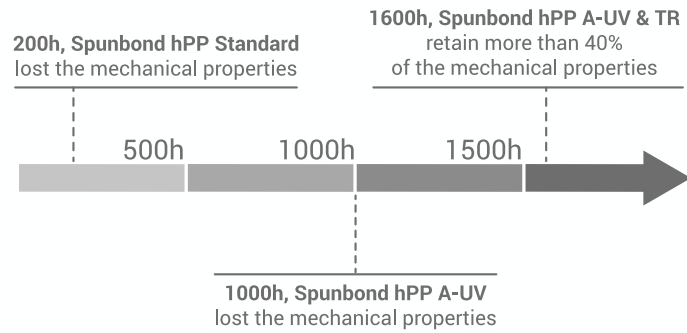 1600h, Spunbond hPP A-UV & TR
retain more than 40%
of the mechanical properties
200h, Spunbond hPP Standard
lost the mechanical properties
500h
1000h
1500h
1000h, Spunbond hPP A-UV
lost the mechanical properties